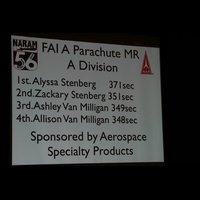 NARAM
56
FAI A Parachute MR
A Division
1st. Alyssa Stenberg 371sec
2nd. Zackary Stenberg 351sec
3rd. Ashley Van Milligan 349sec
4th. Allison Van Milligan 348sec
Sponsored by Aerospace
Specialty Products